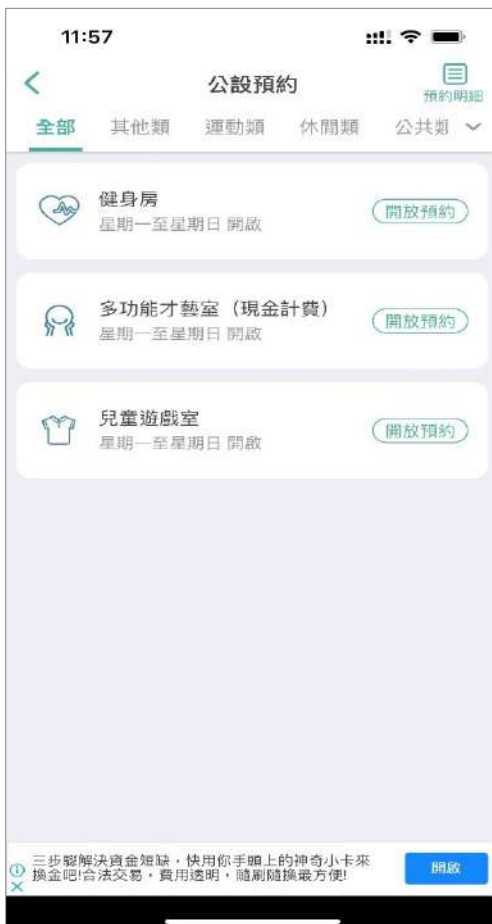 11:57
公設預約
預約明細
全部 其他類 運動類 休閒類 公共類
健身房
星期一至星期日 開啟
開放預約
多功能才藝室（現金計費）
星期一至星期日 開啟
開放預約
兒童遊戲室
星期一至星期日 開啟
開放預約
三步驟解決資金短缺，快用你手頭上的神奇小卡來
換金吧!合法交易，費用透明，隨刷隨換最方便!
開啟